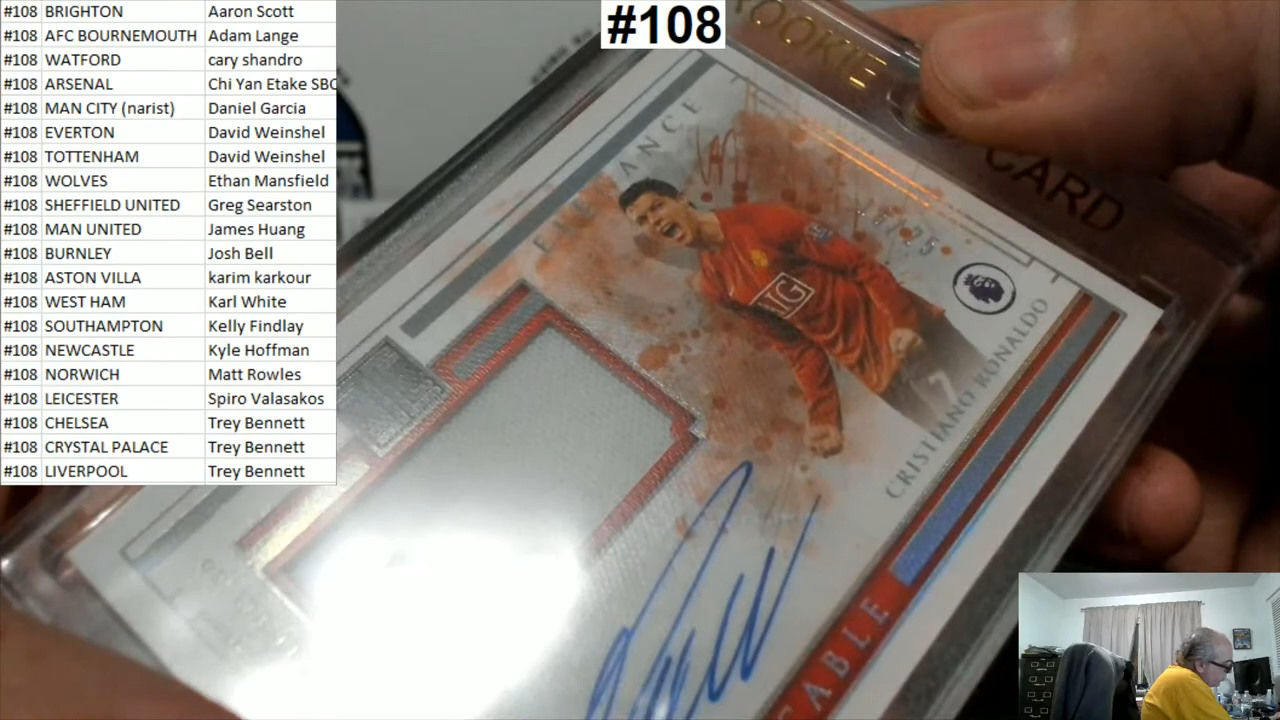 #108 BRIGHTON Aaron Scott
#108 AFC BOURNEMOUTH Adam Lange
#108 WATFORD cary shandro
#108 ARSENAL Chi Yan Etake SBC
#108 MAN CITY (narist) Daniel Garcia
#108 EVERTON David Weinshel
#108 TOTTENHAM David Weinshel
#108 WOLVES Ethan Mansfield
#108 SHEFFIELD UNITED Greg Searston
#108 MAN UNITED James Huang
#108 BURNLEY Josh Bell
#108 ASTON VILLA karim karkour
#108 WEST HAM Karl White
#108 SOUTHAMPTON Kelly Findlay
#108 NEWCASTLE Kyle Hoffman
#108 NORWICH Matt Rowles
#108 LEICESTER Spiro Valasakos
#108 CHELSEA Trey Bennett
#108 CRYSTAL PALACE Trey Bennett
#108 LIVERPOOL Trey Bennett
#108
ROOKIE
CARD
CRISTIANO RONALDO
7